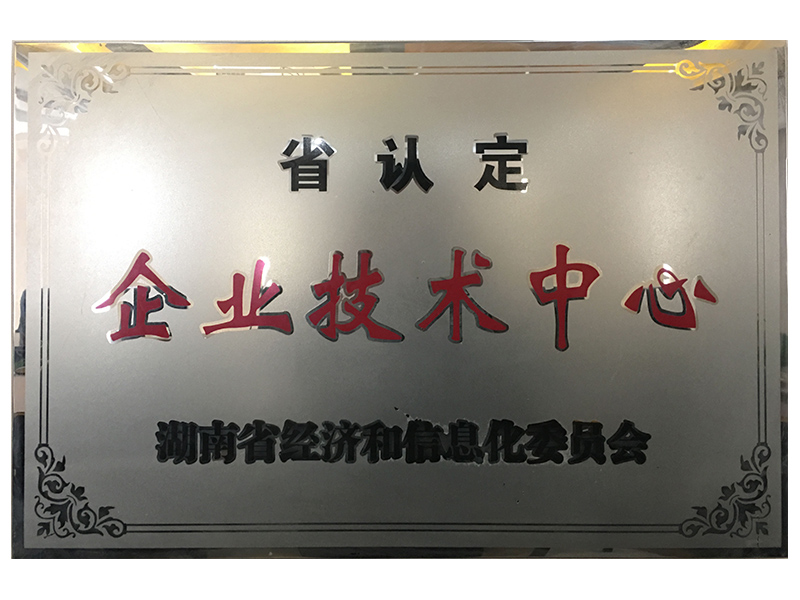 省认定
企业技术中心
湖南省经济和信息化委员会